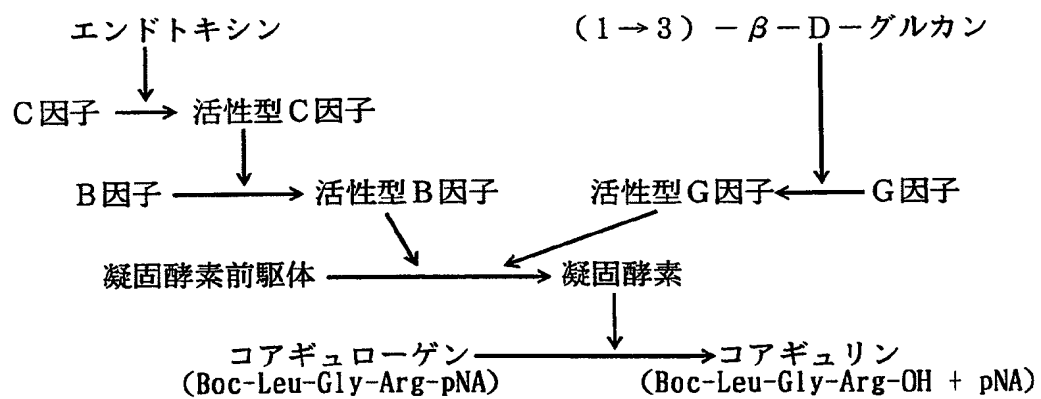 エンドトキシン　(1→3)－β－D－グルカン
C因子　活性型C因子
B因子　活性型B因子　活性型G因子　G因子
凝固酵素前駆体　凝固酵素
コアギュローゲン　コアギュリン
(Boc-Leu-Gly-Arg-pNA)　(Boc-Leu-Gly-Arg-OH + pNA)